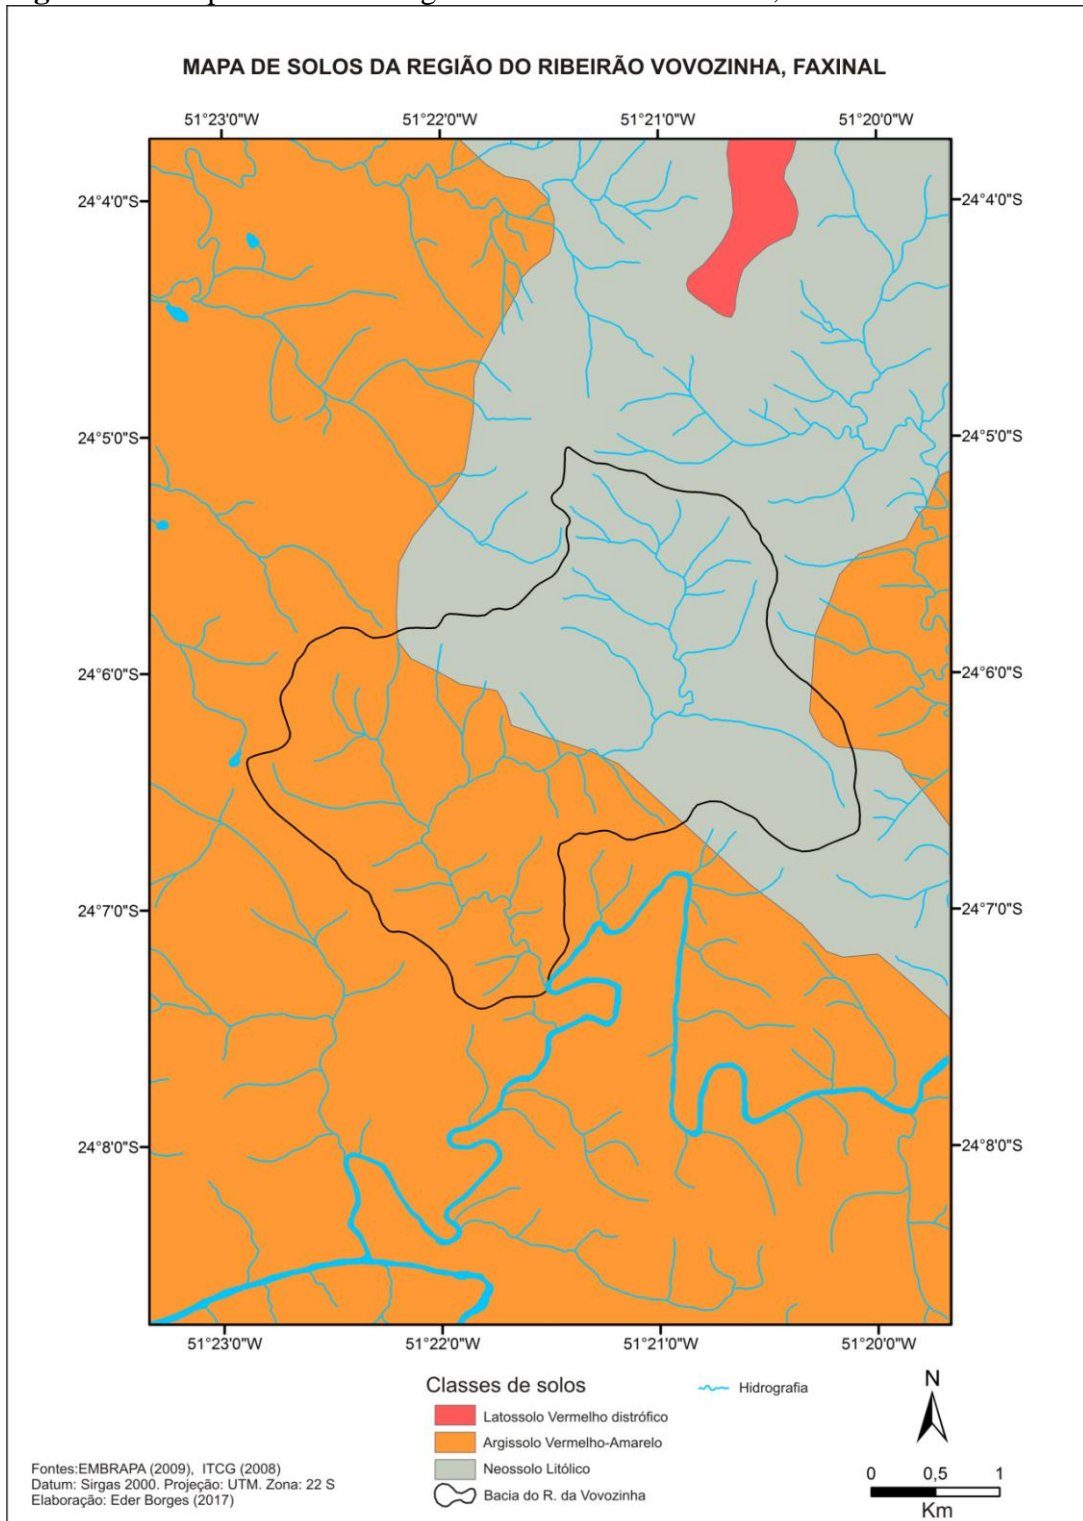 MAPA DE SOLOS DA REGIÃO DO RIBEIRÃO VOVOZINHA, FAXINAL
51°23'0"W 51°22'0"W 51°21'0"W 51°20'0"W
24°4'0"S 24°4'0"S
24°5'0"S 24°5'0"S
24°6'0"S 24°6'0"S
24°7'0"S 24°7'0"S
24°8'0"S 24°8'0"S
51°23'0"W 51°22'0"W 51°21'0"W 51°20'0"W
Classes de solos
Latossolo Vermelho distrófico
Argissolo Vermelho-Amarelo
Neossolo Litólico
Bacia do R. da Vovozinha
Hidrografia
N
0 0,5 1
Km
Fontes:EMBRAPA (2009), ITCG (2008)
Datum: Sirgas 2000. Projeção: UTM. Zona: 22 S
Elaboração: Eder Borges (2017)